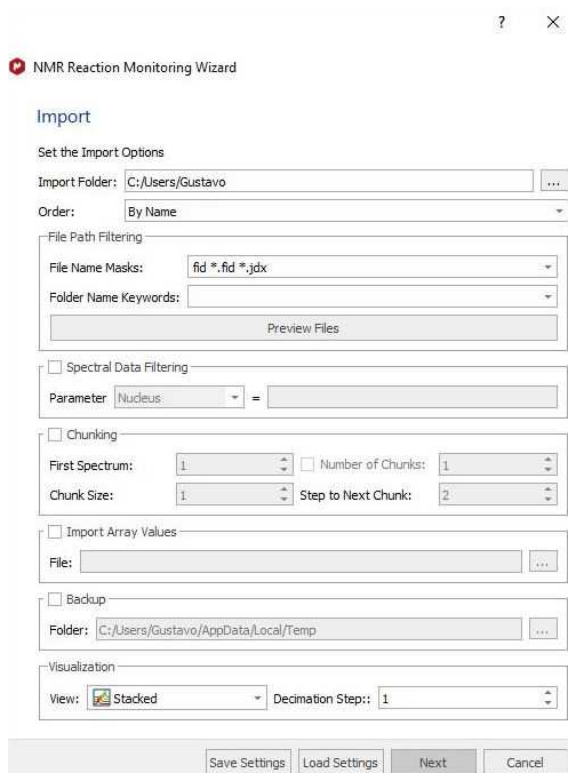 ?
NMR Reaction Monitoring Wizard
Import
Set the Import Options
Import Folder: C:/Users/Gustavo ...
Order: By Name
File Path Filtering
File Name Masks: fid *.fid *.jdx
Folder Name Keywords:
Preview Files
Spectral Data Filtering
Parameter Nucleus =
Chunking
First Spectrum: 1 Number of Chunks: 1
Chunk Size: 1 Step to Next Chunk: 2
Import Array Values
File: ...
Backup
Folder: C:/Users/Gustavo/AppData/Local/Temp ...
Visualization
View: Stacked Decimation Step:: 1
Save Settings Load Settings Next Cancel